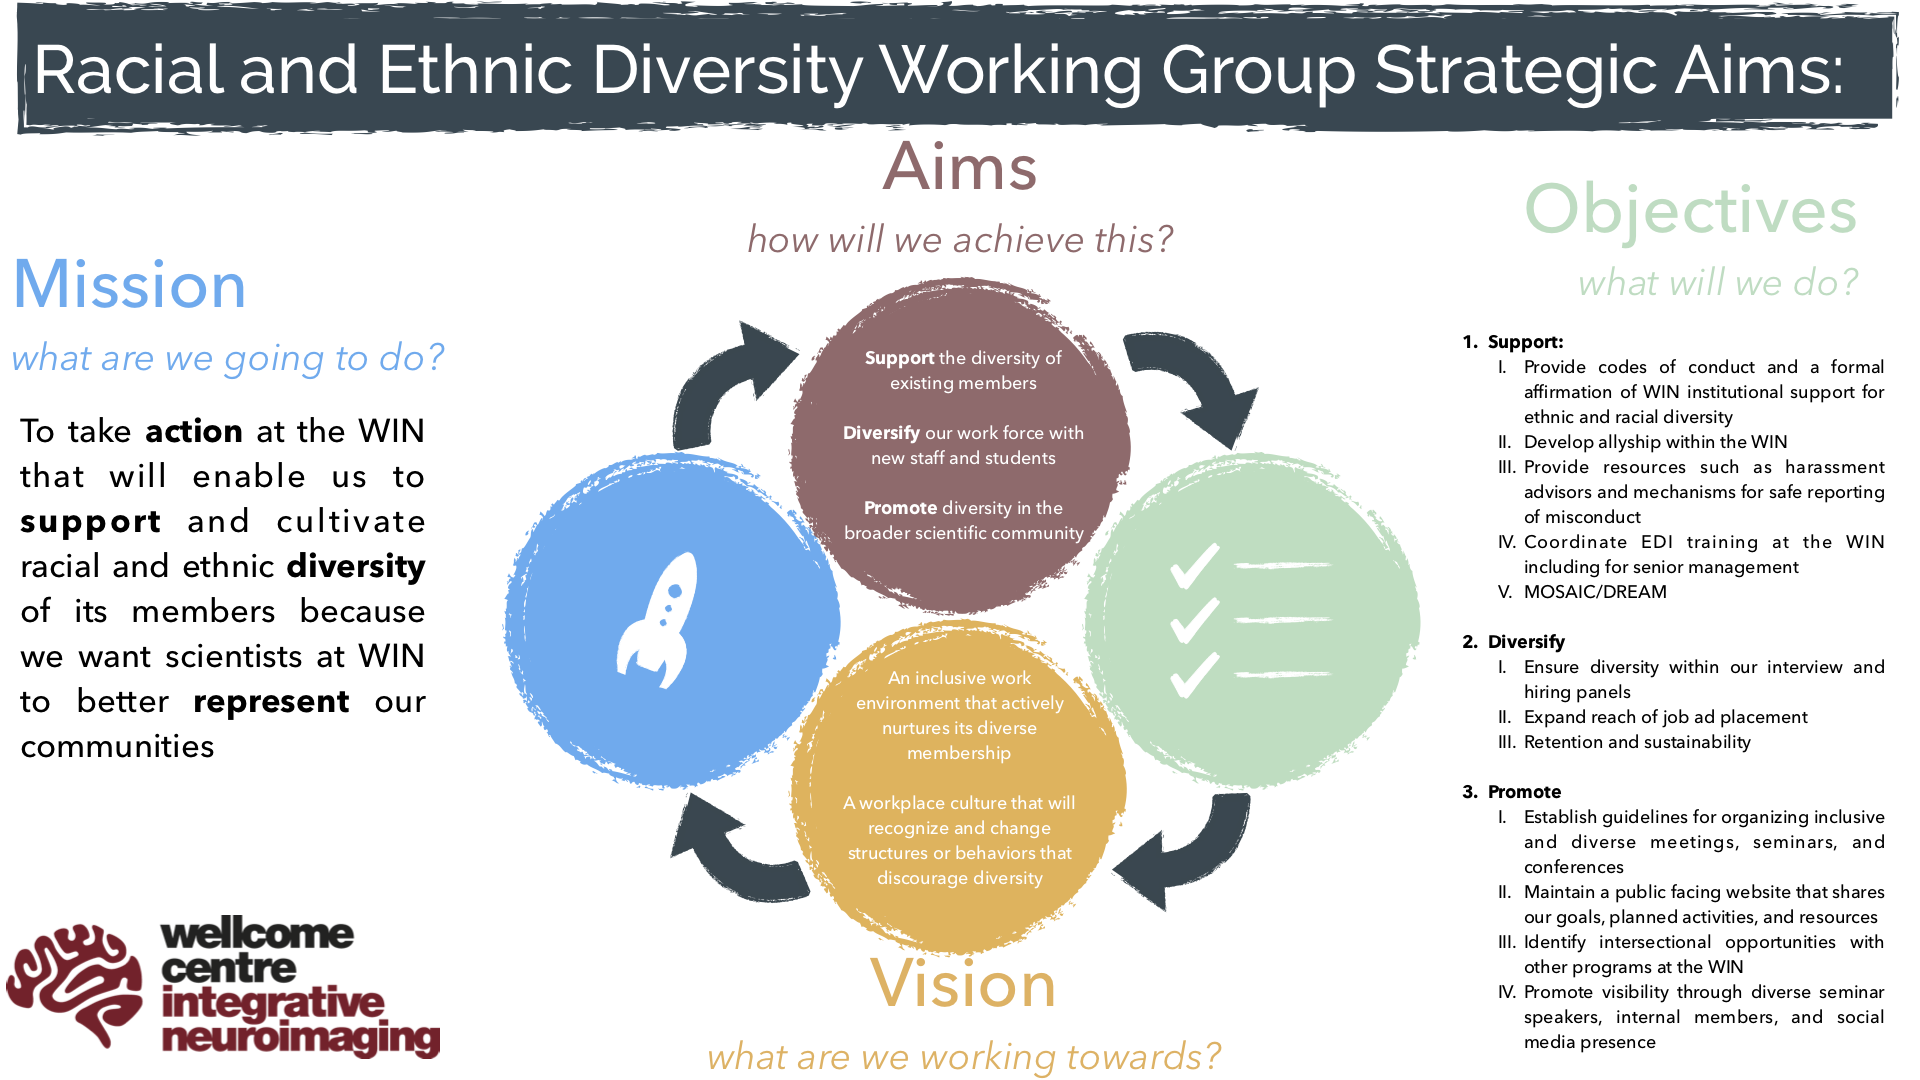 Racial and Ethnic Diversity Working Group Strategic Aims:
Mission
what are we going to do?
To take action at the WIN
that will enable us to
support and cultivate
racial and ethnic diversity
of its members because
we want scientists at WIN
to better represent our
communities
Aims
how will we achieve this?
Support the diversity of
existing members
Diversify our work force with
new staff and students
Promote diversity in the
broader scientific community
Objectives
what will we do?
1. Support:
I. Provide codes of conduct and a formal
affirmation of WIN institutional support for
ethnic and racial diversity
II. Develop allyship within the WIN
III. Provide resources such as harassment
advisors and mechanisms for safe reporting
of misconduct
IV. Coordinate EDI training at the WIN
including for senior management
V. MOSAIC/DREAM
2. Diversify
I. Ensure diversity within our interview and
hiring panels
II. Expand reach of job ad placement
III. Retention and sustainability
3. Promote
I. Establish guidelines for organizing inclusive
and diverse meetings, seminars, and
conferences
II. Maintain a public facing website that shares
our goals, planned activities, and resources
III. Identify intersectional opportunities with
other programs at the WIN
IV. Promote visibility through diverse seminar
speakers, internal members, and social
media presence
An inclusive work
environment that actively
nurtures its diverse
membership
A workplace culture that will
recognize and change
structures or behaviors that
discourage diversity
Vision
what are we working towards?
wellcome
centre
integrative
neuroimaging